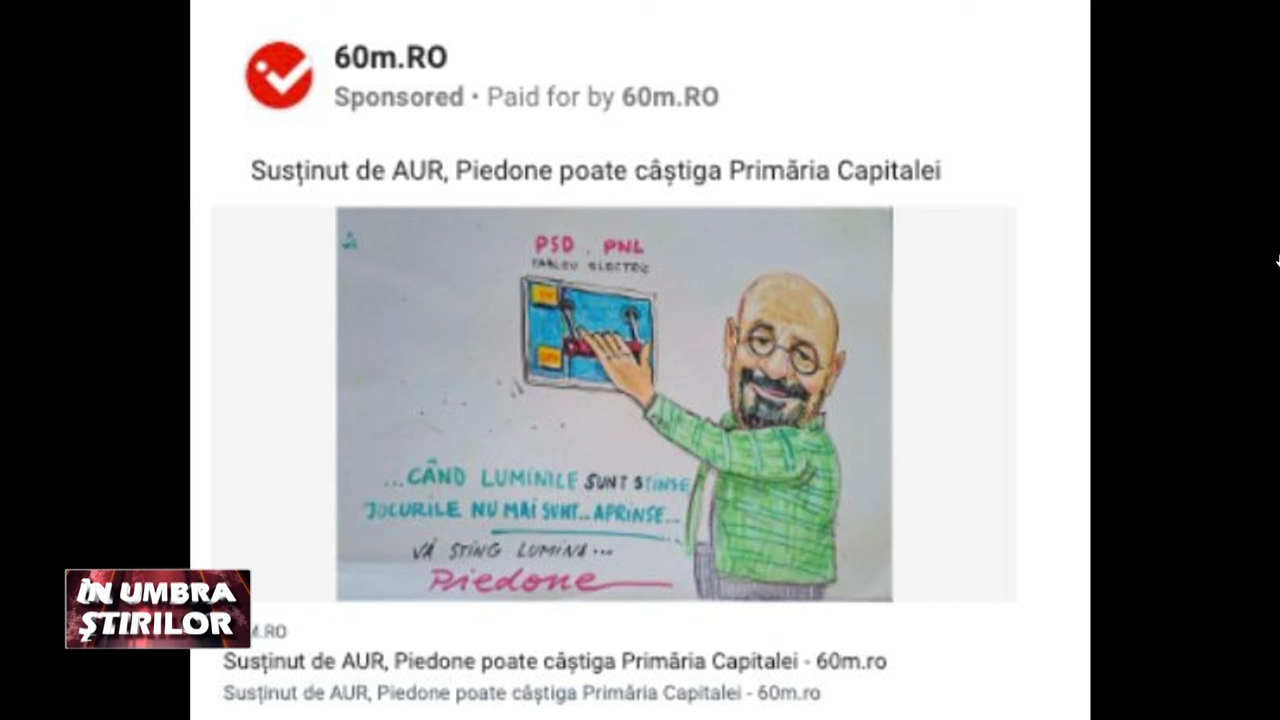 60m.RO
Sponsored • Paid for by 60m.RO
Susținut de AUR, Piedone poate câștiga Primăria Capitalei
PSD . PNL
TABLOU ELECTRIC
...CÂND LUMINILE SUNT STINSE
JOCURILE NU MAI SUNT... APRINSE...
VĂ STING LUMINA...
Piedone
ÎN UMBRA
ȘTIRILOR
M.RO
Susținut de AUR, Piedone poate câștiga Primăria Capitalei - 60m.ro
Susținut de AUR, Piedone poate câștiga Primăria Capitalei - 60m.ro